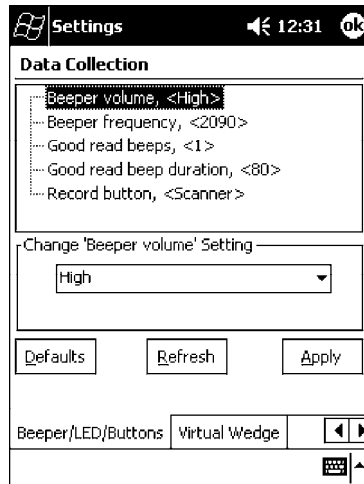 Settings 12:31 ok
Data Collection
Beeper volume, <High>
Beeper frequency, <2090>
Good read beeps, <1>
Good read beep duration, <80>
Record button, <Scanner>
Change 'Beeper volume' Setting
High
Defaults Refresh Apply
Beeper/LED/Buttons Virtual Wedge